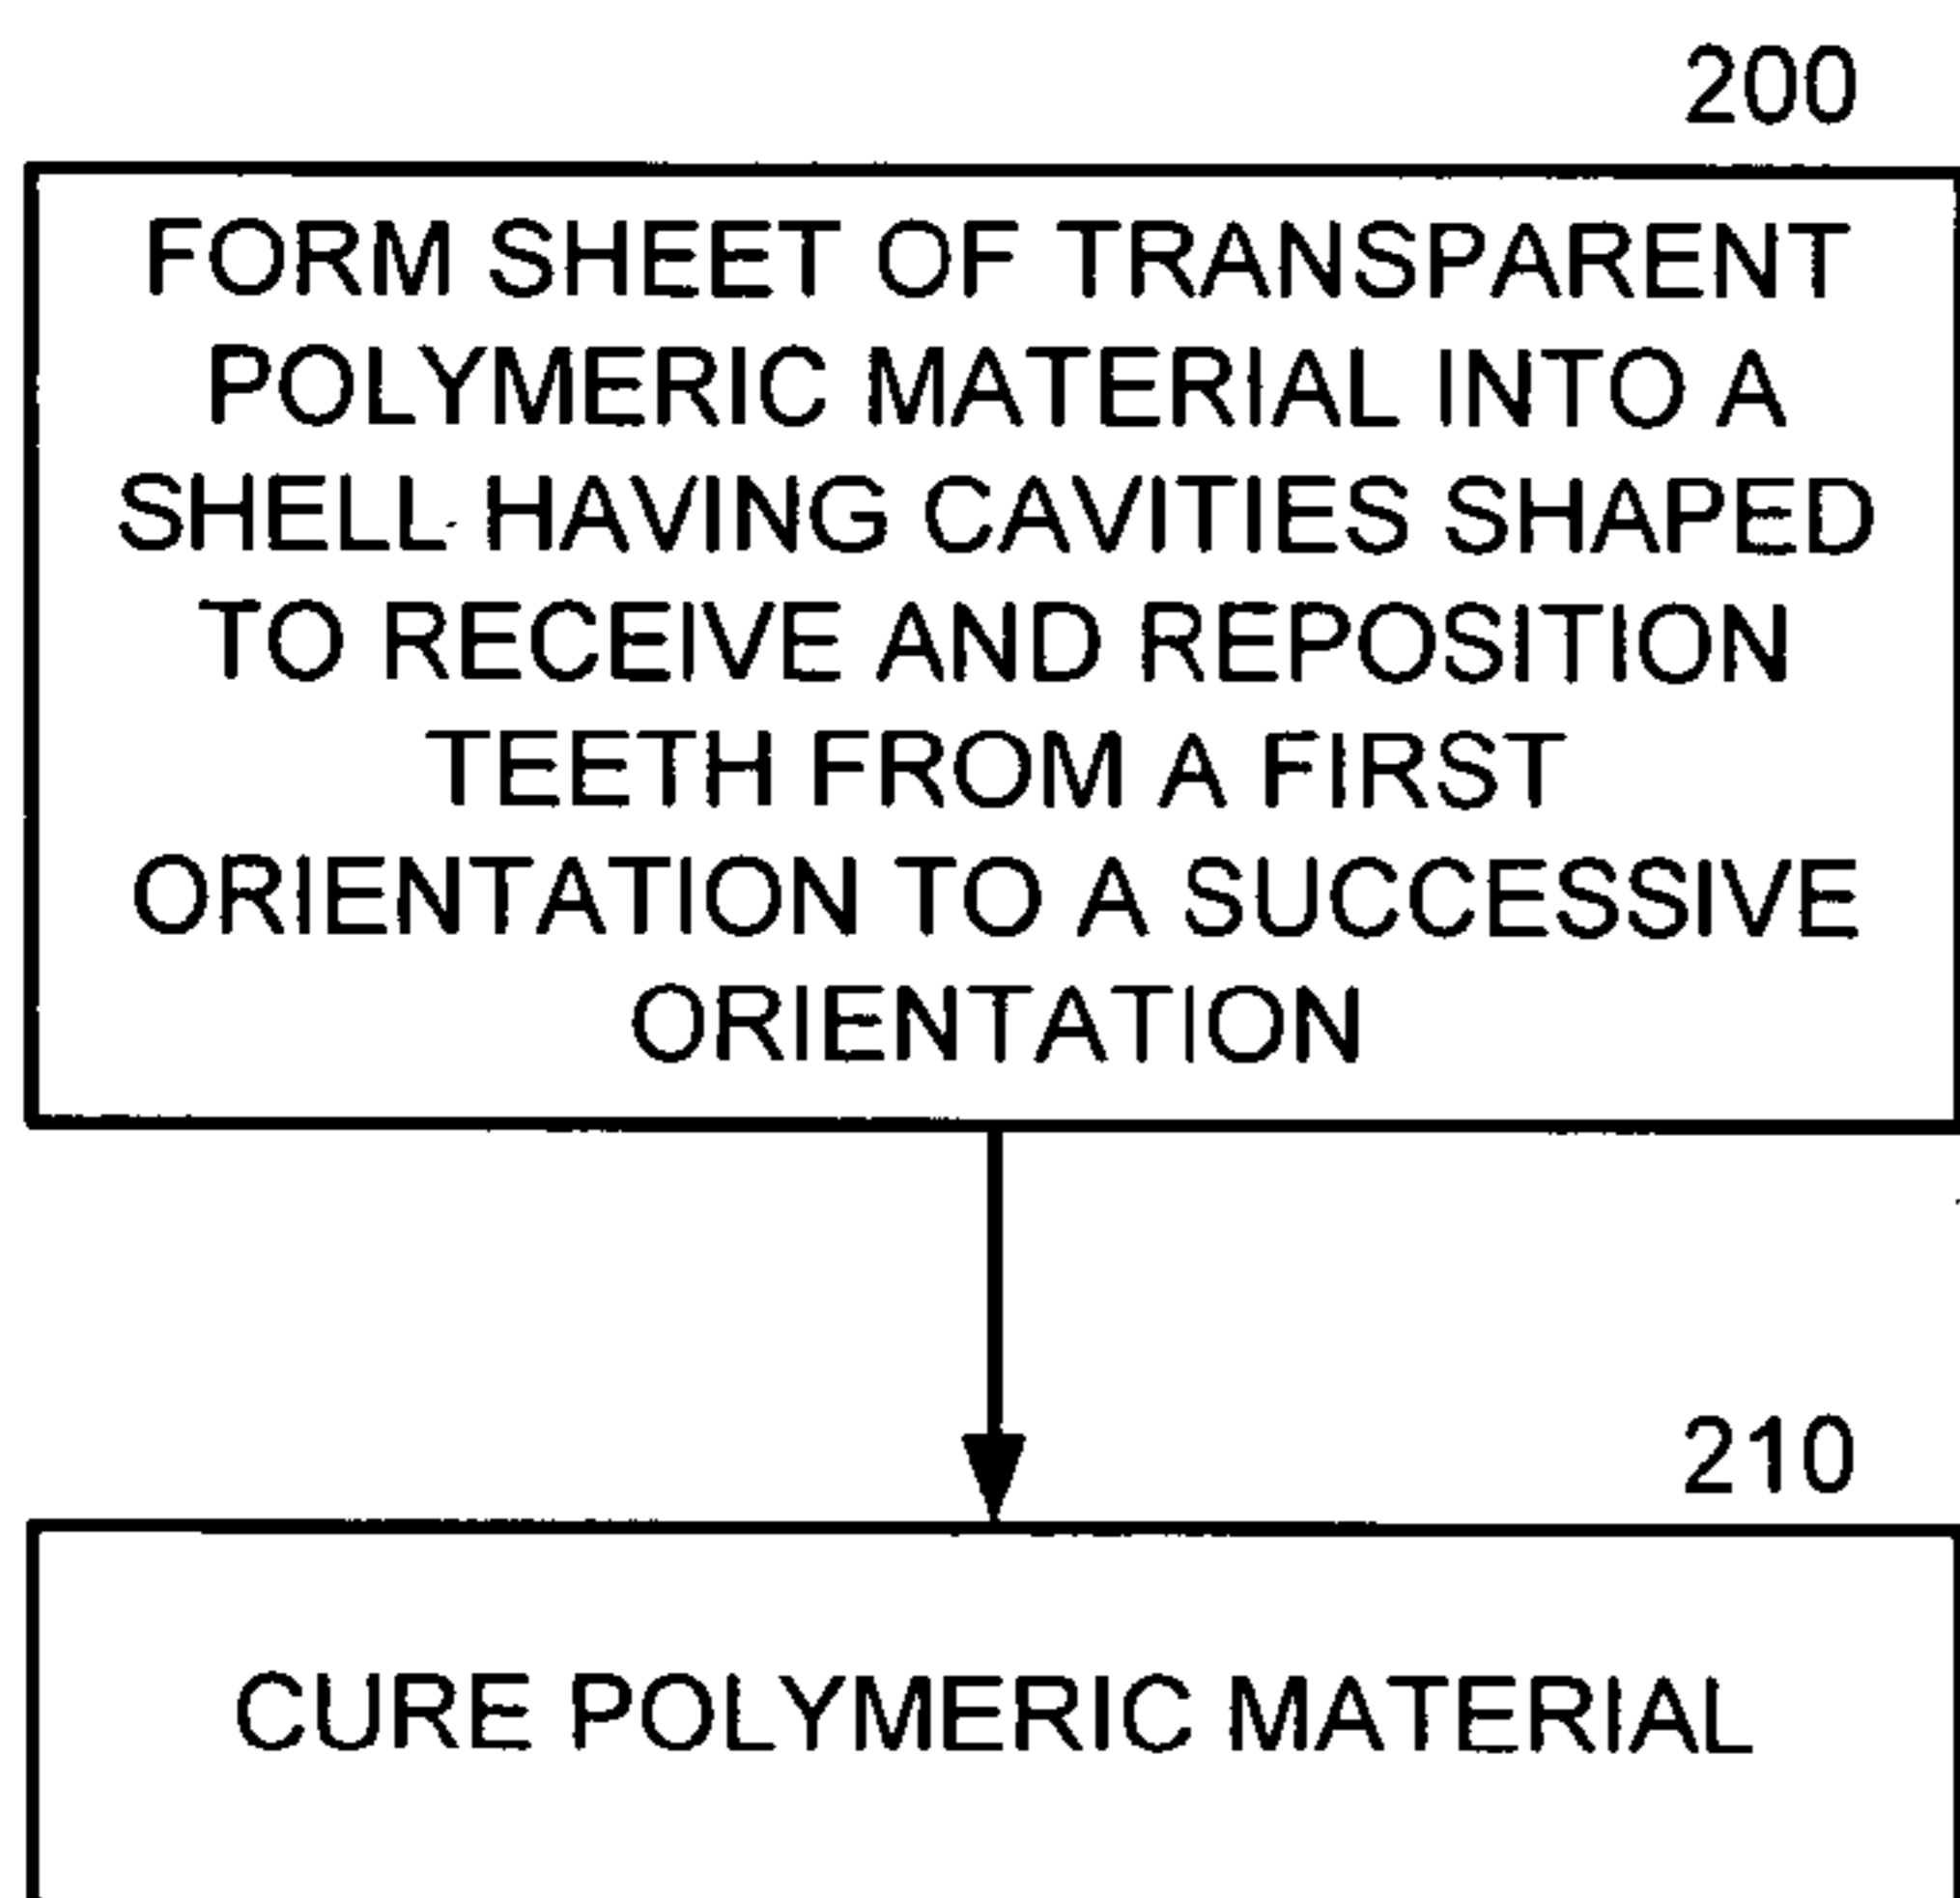 200
FORM SHEET OF TRANSPARENT
POLYMERIC MATERIAL INTO A
SHELL HAVING CAVITIES SHAPED
TO RECEIVE AND REPOSITION
TEETH FROM A FIRST
ORIENTATION TO A SUCCESSIVE
ORIENTATION
210
CURE POLYMERIC MATERIAL